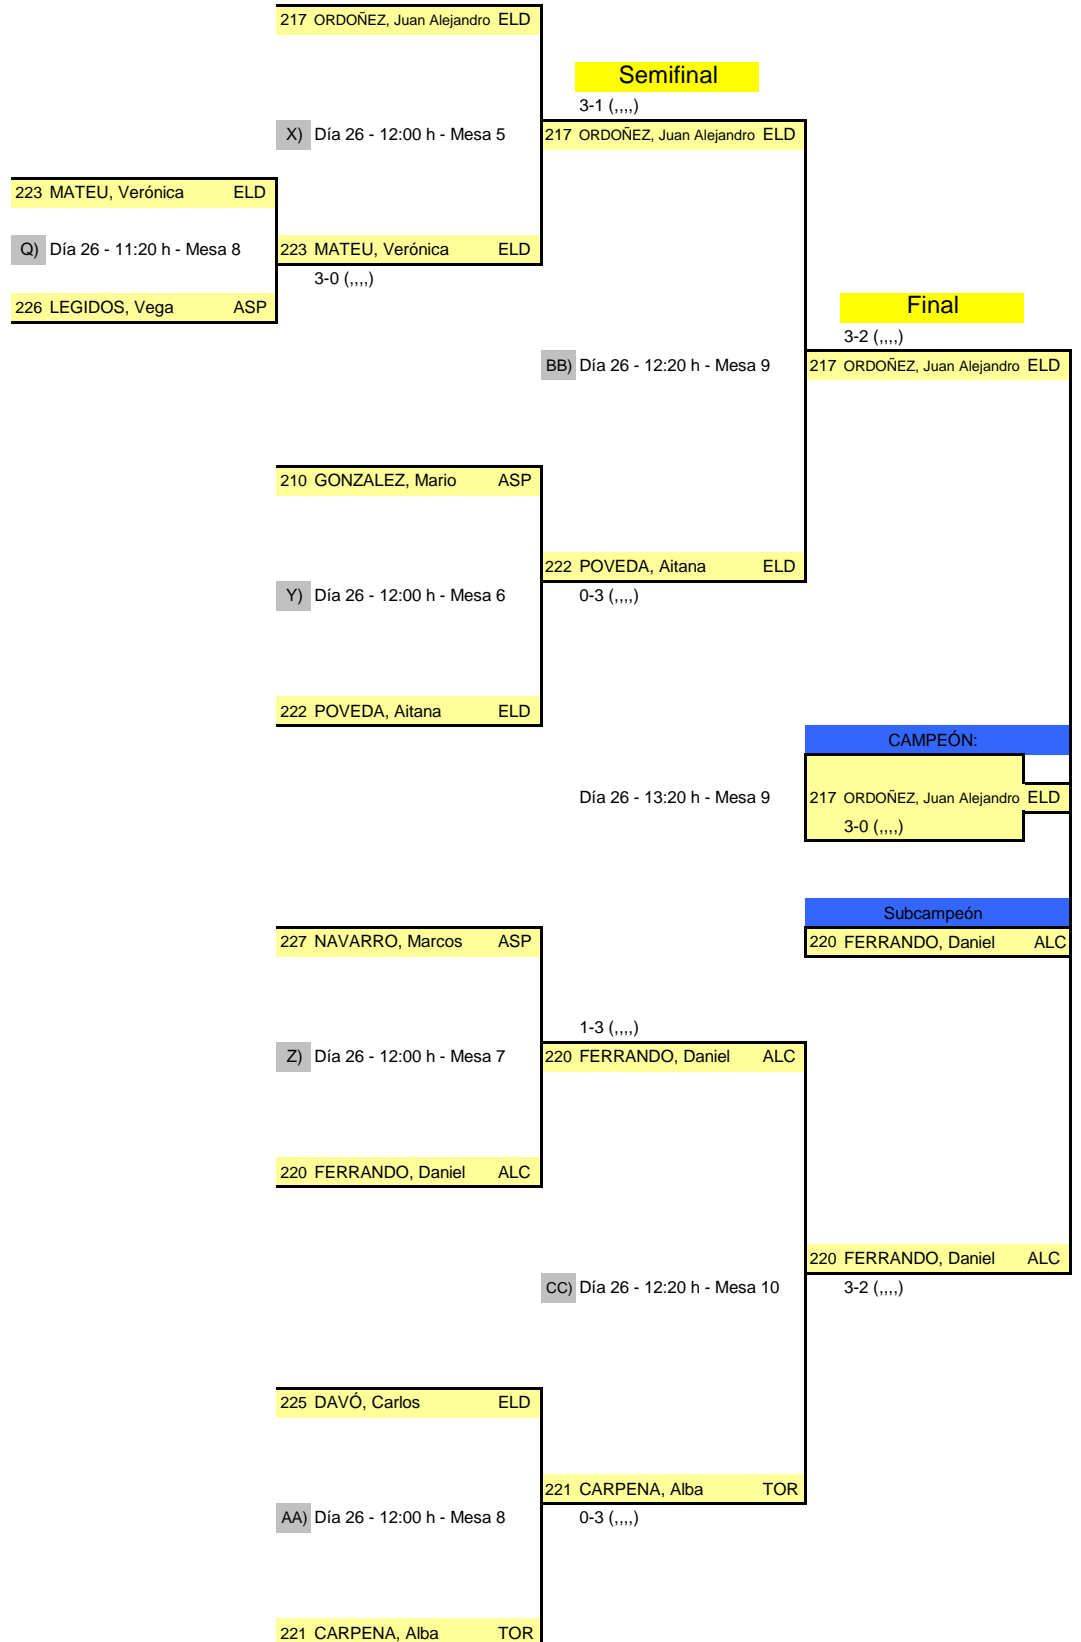 217 ORDOÑEZ, Juan Alejandro ELD
Semifinal
3-1 (,,,,)
X) Día 26 - 12:00 h - Mesa 5
217 ORDOÑEZ, Juan Alejandro ELD
223 MATEU, Verónica ELD
Q) Día 26 - 11:20 h - Mesa 8
223 MATEU, Verónica ELD
3-0 (,,,,)
226 LEGIDOS, Vega ASP
Final
3-2 (,,,,)
BB) Día 26 - 12:20 h - Mesa 9
217 ORDOÑEZ, Juan Alejandro ELD
210 GONZALEZ, Mario ASP
222 POVEDA, Aitana ELD
Y) Día 26 - 12:00 h - Mesa 6
0-3 (,,,,)
222 POVEDA, Aitana ELD
CAMPEÓN:
Día 26 - 13:20 h - Mesa 9
217 ORDOÑEZ, Juan Alejandro ELD
3-0 (,,,,)
Subcampeón
227 NAVARRO, Marcos ASP
220 FERRANDO, Daniel ALC
1-3 (,,,,)
Z) Día 26 - 12:00 h - Mesa 7
220 FERRANDO, Daniel ALC
220 FERRANDO, Daniel ALC
220 FERRANDO, Daniel ALC
CC) Día 26 - 12:20 h - Mesa 10
3-2 (,,,,)
225 DAVÓ, Carlos ELD
221 CARPENA, Alba TOR
AA) Día 26 - 12:00 h - Mesa 8
0-3 (,,,,)
221 CARPENA, Alba TOR